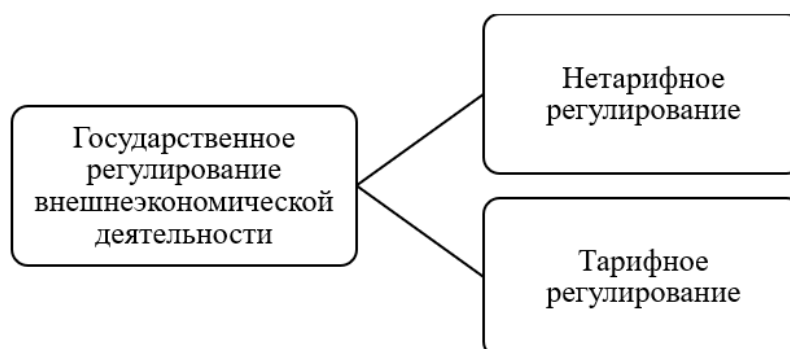 Государственное
регулирование
внешнеэкономической
деятельности
Нетарифное
регулирование
Тарифное
регулирование